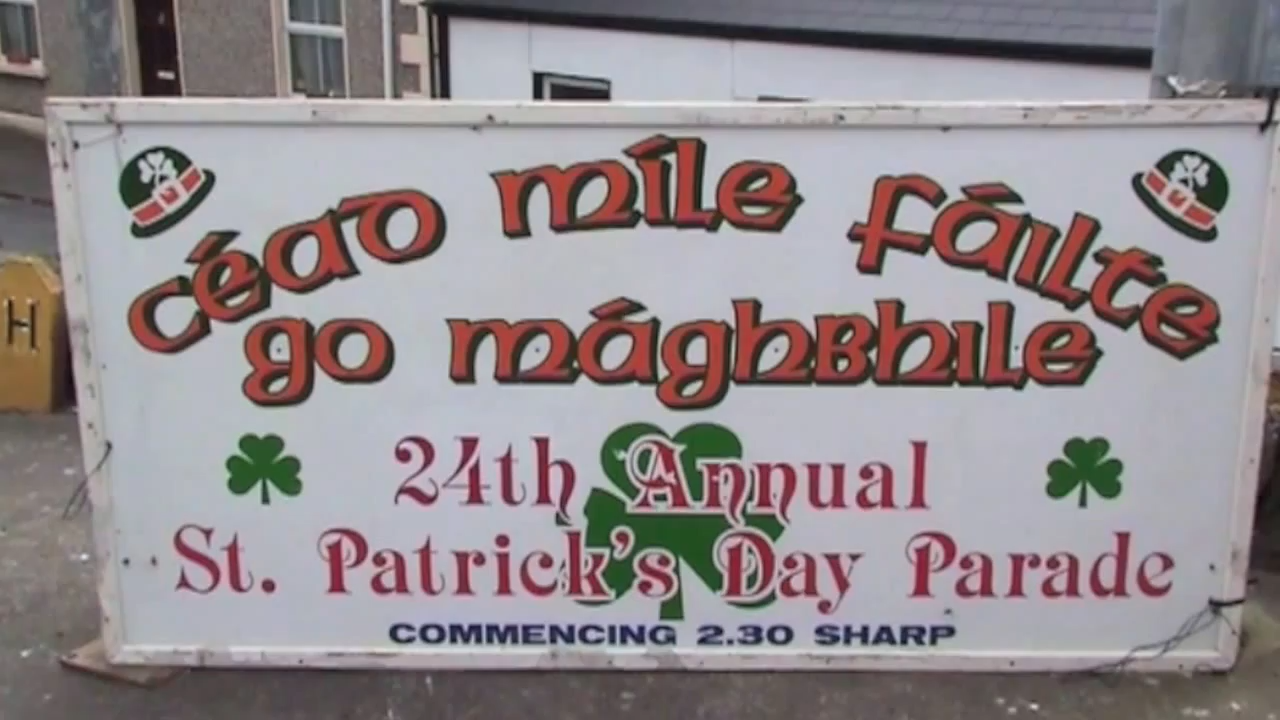 céad míle fáilte
go mághbhile
24th Annual
St. Patrick's Day Parade
COMMENCING 2.30 SHARP
H